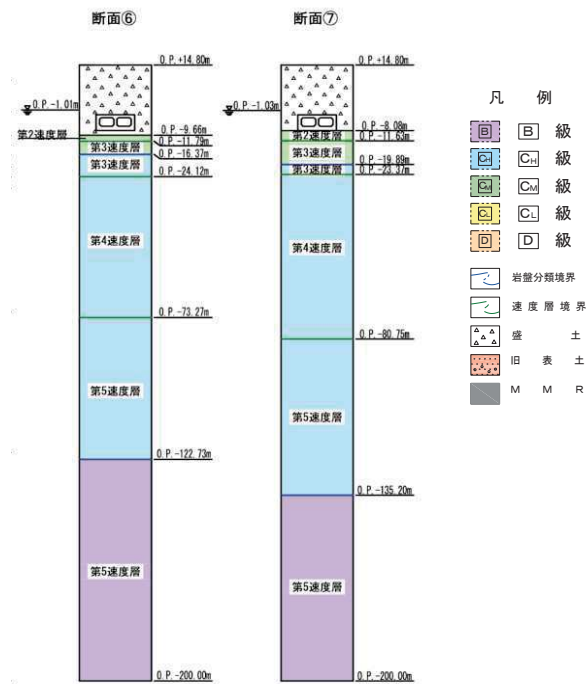 断面⑥
O.P.+14.80m
O.P.-1.01m
O.P.-9.66m
第2速度層
O.P.-11.79m
第3速度層
O.P.-16.37m
第3速度層
O.P.-24.12m
第4速度層
O.P.-73.27m
第5速度層
O.P.-122.73m
第5速度層
O.P.-200.00m
断面⑦
O.P.+14.80m
O.P.-1.03m
O.P.-8.08m
第2速度層
O.P.-11.63m
第3速度層
O.P.-19.89m
第3速度層
O.P.-23.37m
第4速度層
O.P.-80.75m
第5速度層
O.P.-135.20m
第5速度層
O.P.-200.00m
凡 例
B B 級
CH CH 級
CM CM 級
CL CL 級
D D 級
岩盤分類境界
速度層境界
盛 土
旧 表 土
M M R